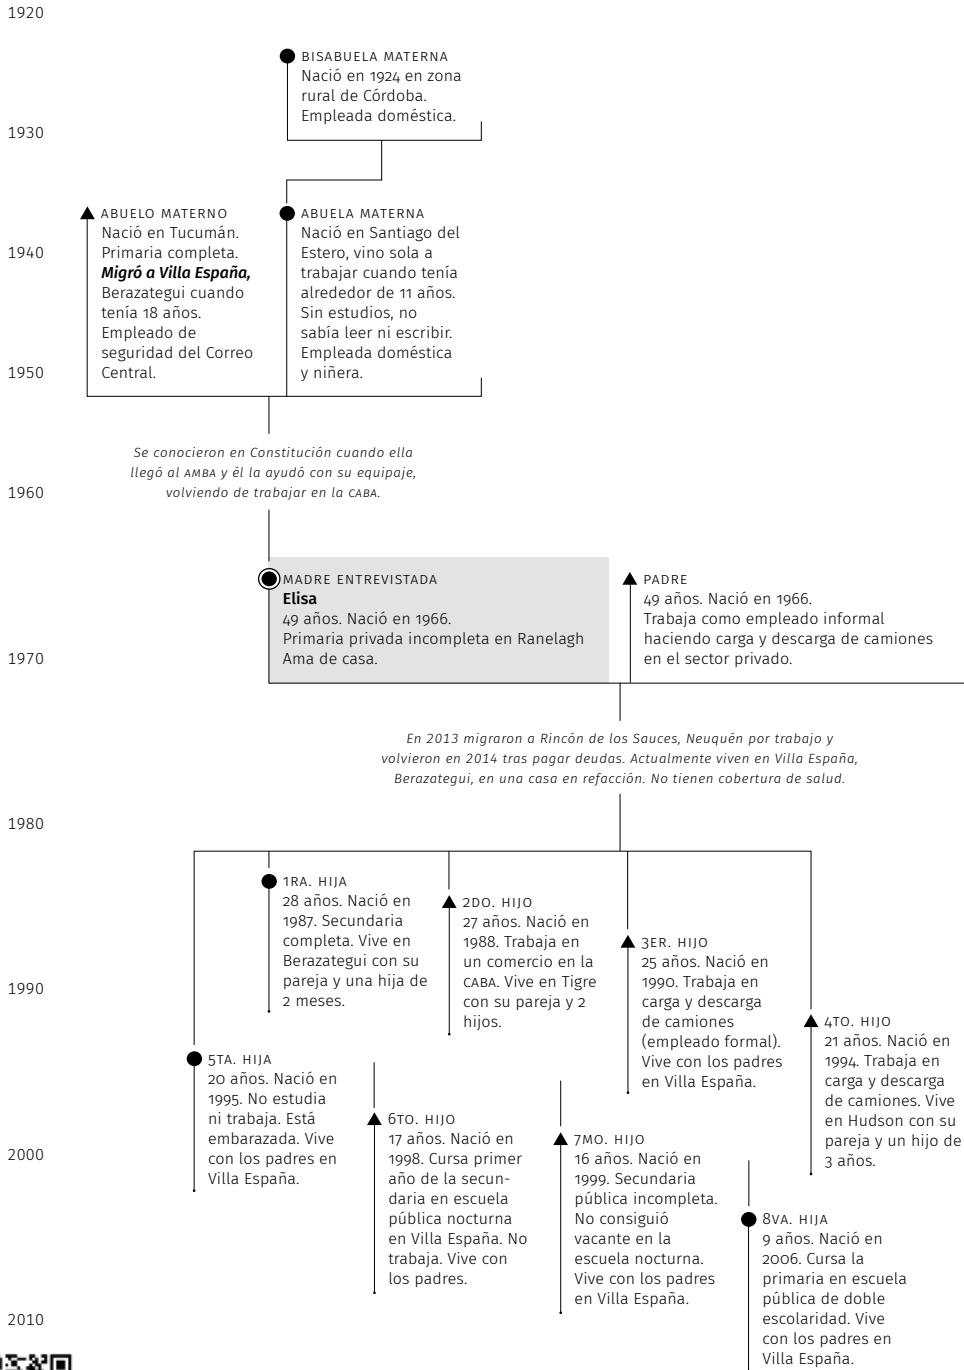 1920
BISABUELA MATERNA
Nació en 1924 en zona
rural de Córdoba.
Empleada doméstica.
1930
ABUELO MATERNO
Nació en Tucumán.
Primaria completa.
Migró a Villa España,
Berazategui cuando
tenía 18 años.
Empleado de
seguridad del Correo
Central.
ABUELA MATERNA
Nació en Santiago del
Estero, vino sola a
trabajar cuando tenía
alrededor de 11 años.
Sin estudios, no
sabía leer ni escribir.
Empleada doméstica
y niñera.
1940
1950
Se conocieron en Constitución cuando ella
llegó al AMBA y él la ayudó con su equipaje,
volviendo de trabajar en la CABA.
1960
MADRE ENTREVISTADA
Elisa
49 años. Nació en 1966.
Primaria privada incompleta en Ranelagh
Ama de casa.
PADRE
49 años. Nació en 1966.
Trabaja como empleado informal
haciendo carga y descarga de camiones
en el sector privado.
1970
En 2013 migraron a Rincón de los Sauces, Neuquén por trabajo y
volvieron en 2014 tras pagar deudas. Actualmente viven en Villa España,
Berazategui, en una casa en refacción. No tienen cobertura de salud.
1980
1RA. HIJA
28 años. Nació en
1987. Secundaria
completa. Vive en
Berazategui con su
pareja y una hija de
2 meses.
2DO. HIJO
27 años. Nació en
1988. Trabaja en
un comercio en la
CABA. Vive en Tigre
con su pareja y 2
hijos.
3ER. HIJO
25 años. Nació en
1990. Trabaja en
carga y descarga
de camiones
(empleado formal).
Vive con los padres
en Villa España.
1990
4TO. HIJO
21 años. Nació en
1994. Trabaja en
carga y descarga
de camiones. Vive
en Hudson con su
pareja y un hijo de
3 años.
5TA. HIJA
20 años. Nació en
1995. No estudia
ni trabaja. Está
embarazada. Vive
con los padres en
Villa España.
6TO. HIJO
17 años. Nació en
1998. Cursa primer
año de la secun-
daria en escuela
pública nocturna
en Villa España. No
trabaja. Vive con
los padres.
7MO. HIJO
16 años. Nació en
1999. Secundaria
pública incompleta.
No consiguió
vacante en la
escuela nocturna.
Vive con los padres
en Villa España.
2000
8VA. HIJA
9 años. Nació en
2006. Cursa la
primaria en escuela
pública de doble
escolaridad. Vive
con los padres en
Villa España.
2010